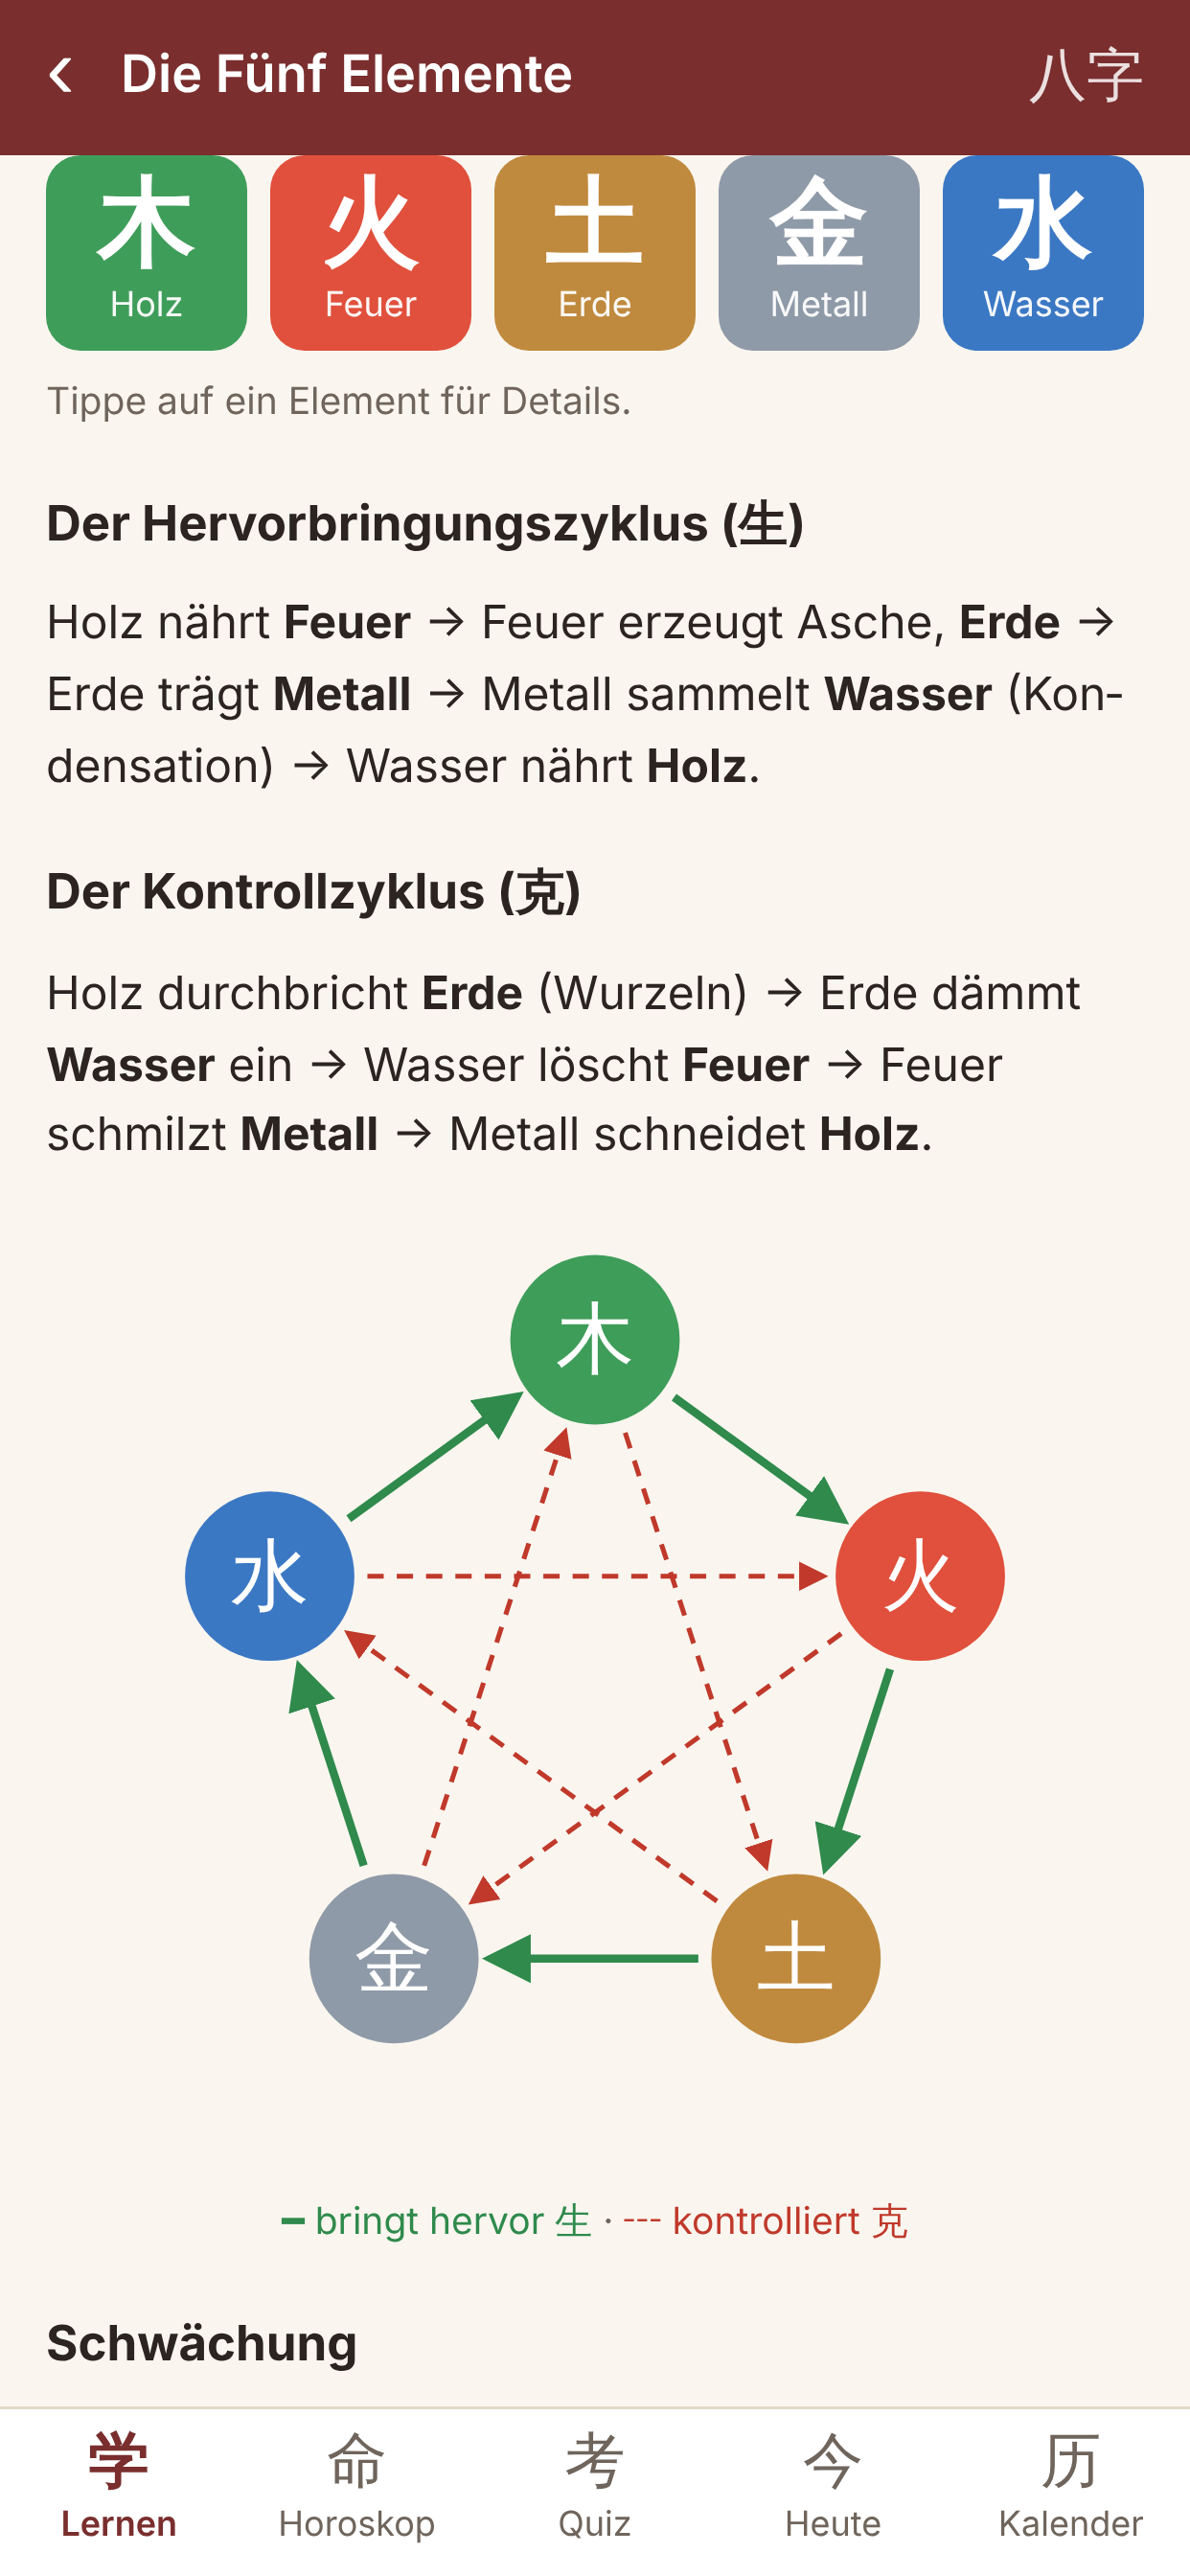 ‹ Die Fünf Elemente 八字
木 火 土 金 水
Holz Feuer Erde Metall Wasser
Tippe auf ein Element für Details.
Der Hervorbringungszyklus (生)
Holz nährt Feuer → Feuer erzeugt Asche, Erde →
Erde trägt Metall → Metall sammelt Wasser (Kon-
densation) → Wasser nährt Holz.
Der Kontrollzyklus (克)
Holz durchbricht Erde (Wurzeln) → Erde dämmt
Wasser ein → Wasser löscht Feuer → Feuer
schmilzt Metall → Metall schneidet Holz.
木
水 火
金 土
━ bringt hervor 生 · --- kontrolliert 克
Schwächung
学 命 考 今 历
Lernen Horoskop Quiz Heute Kalender